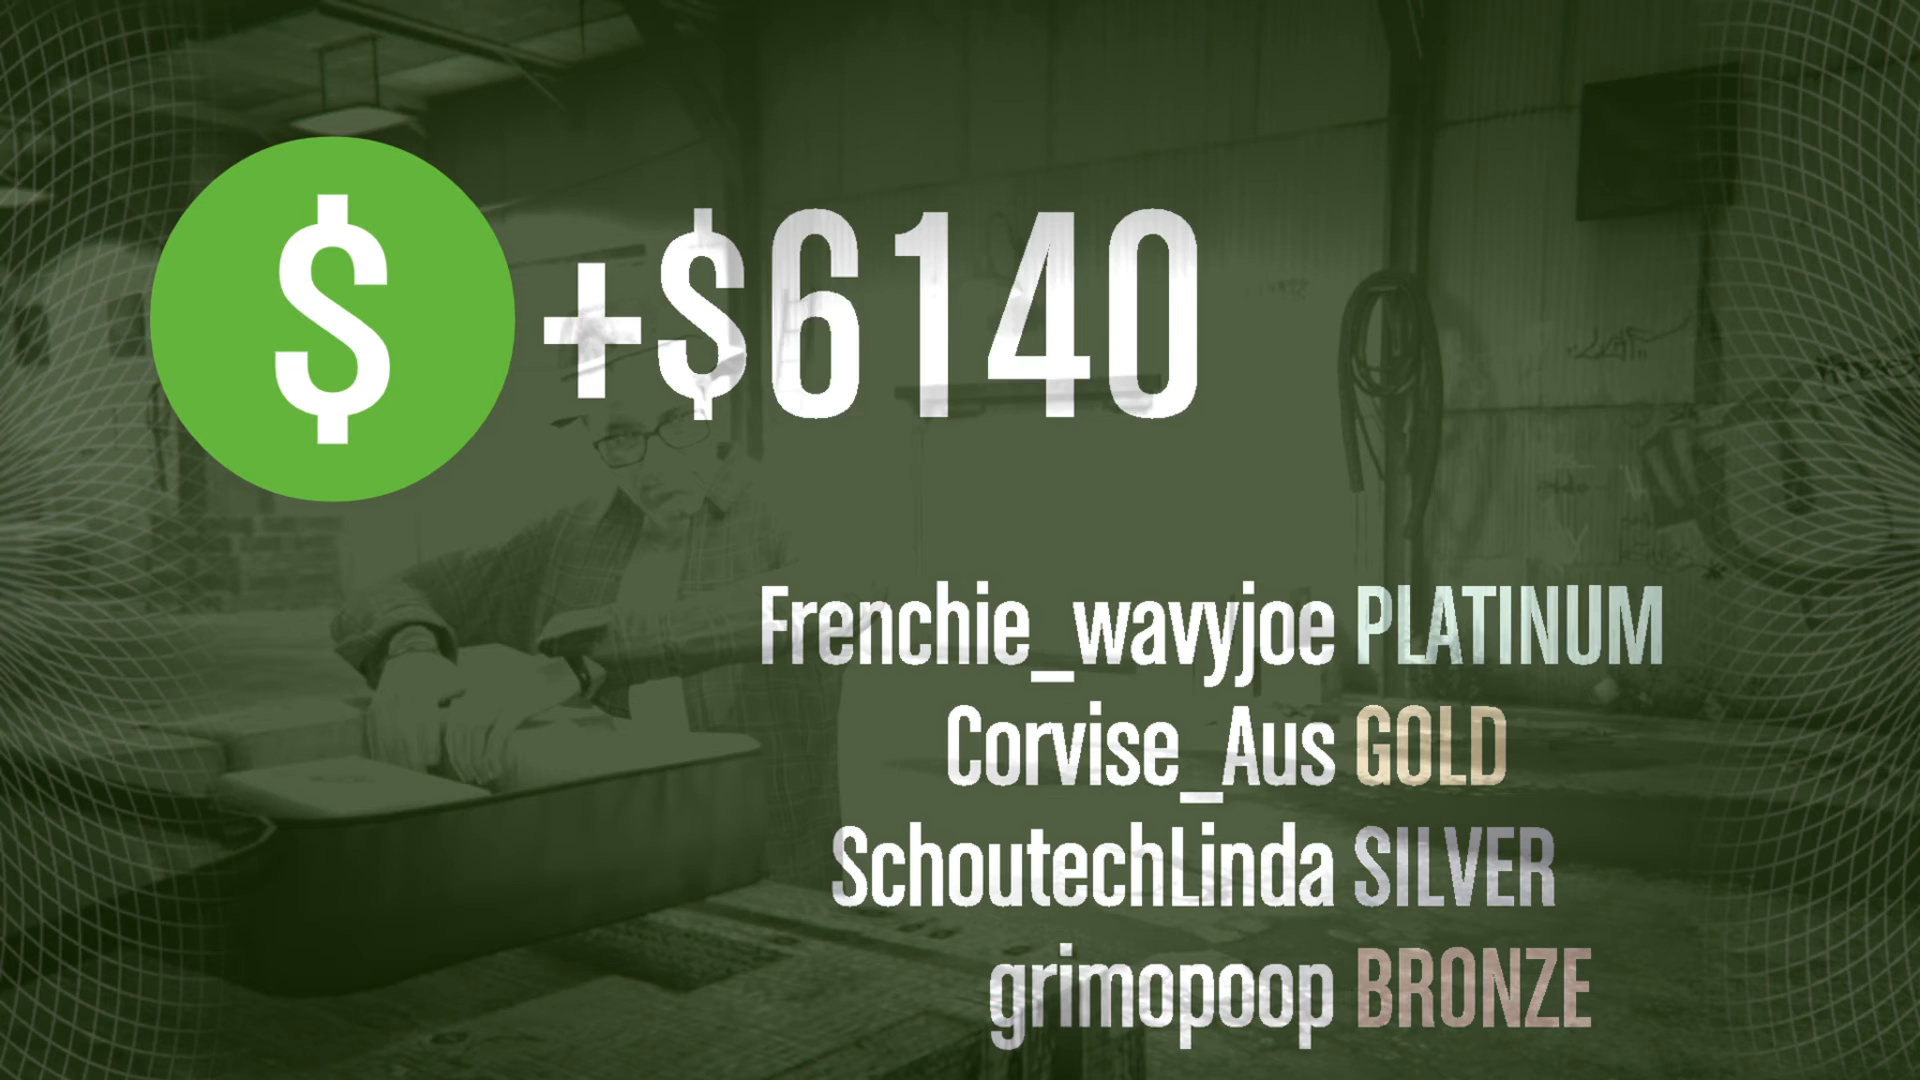 $ +$6140
Frenchie_wavyjoe PLATINUM
Corvise_Aus GOLD
SchoutechLinda SILVER
grimopoop BRONZE